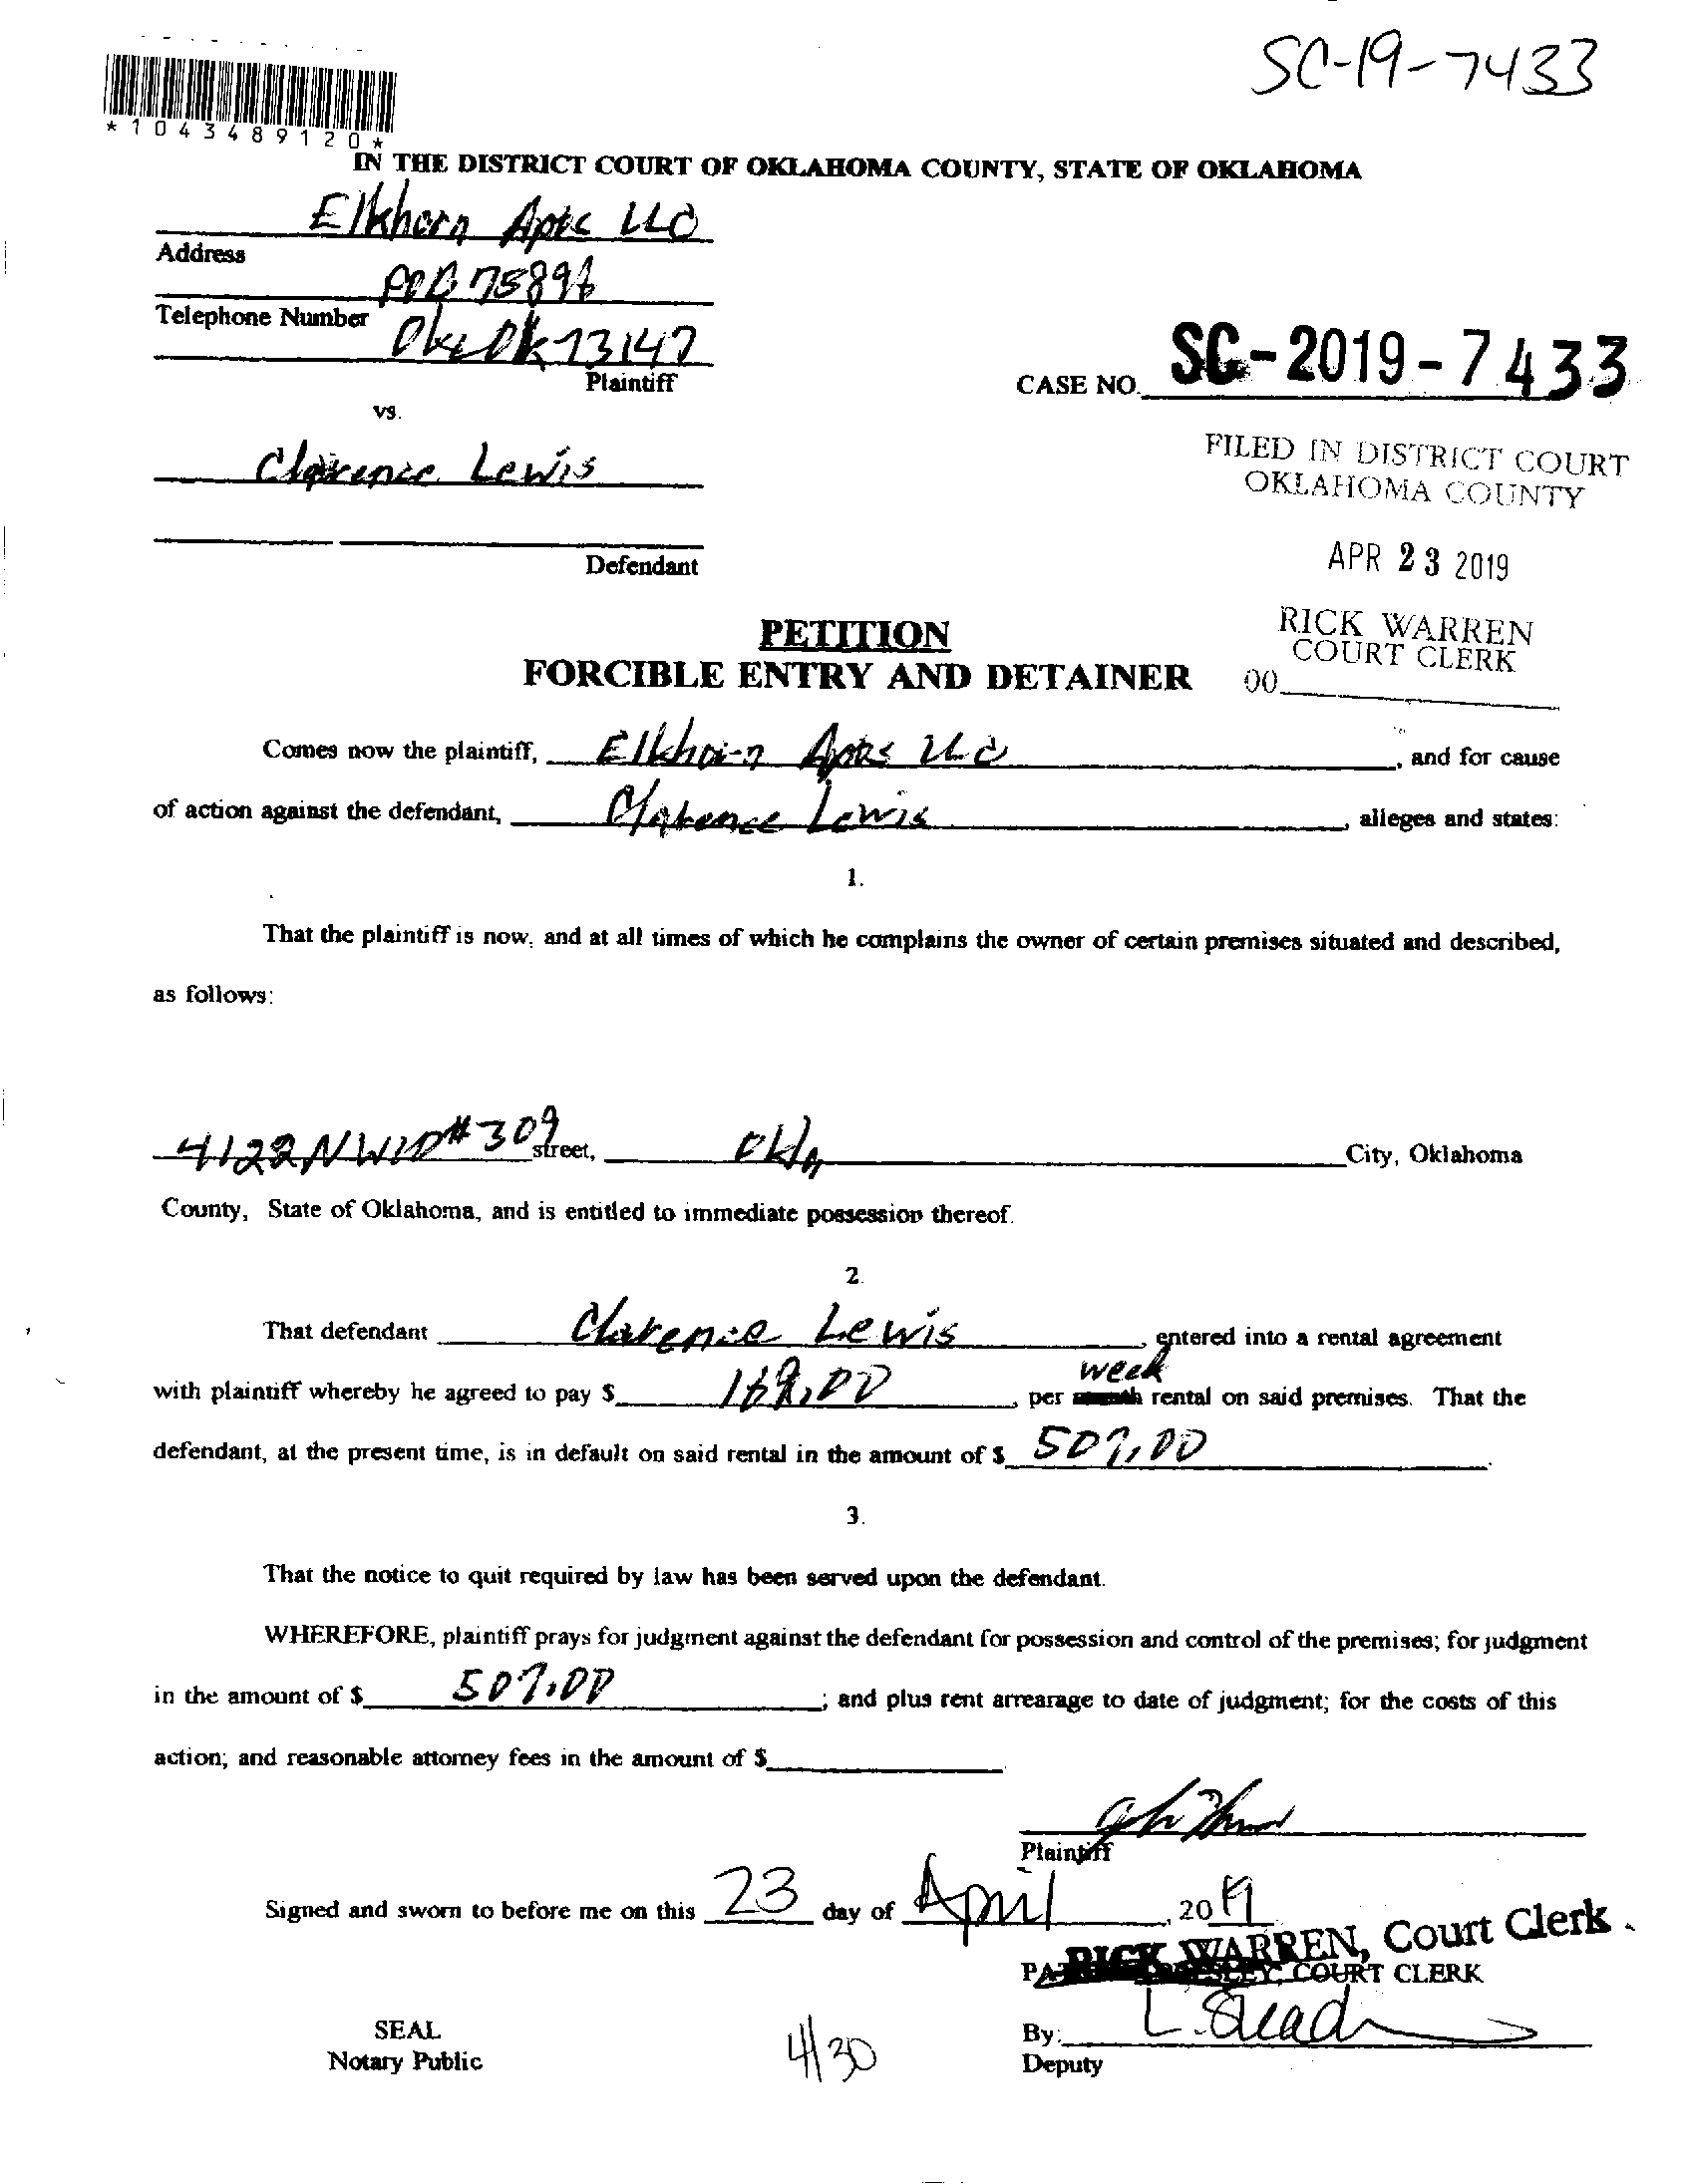 SC-19-7433
*1043489120*
IN THE DISTRICT COURT OF OKLAHOMA COUNTY, STATE OF OKLAHOMA
Elkhorn Apts LLC
Address
POB 75896
Telephone Number
Okc Ok 73147
Plaintiff
CASE NO. SC-2019-7433
vs.
Clarence Lewis
FILED IN DISTRICT COURT
OKLAHOMA COUNTY
Defendant
APR 23 2019
PETITION
FORCIBLE ENTRY AND DETAINER
RICK WARREN
COURT CLERK
00
Comes now the plaintiff, Elkhorn Apts LLC, and for cause
of action against the defendant, Clarence Lewis, alleges and states:
1.
That the plaintiff is now, and at all times of which he complains the owner of certain premises situated and described,
as follows:
4122 NW10 #309 street, Okla City, Oklahoma
County, State of Oklahoma, and is entitled to immediate possession thereof.
2.
That defendant Clarence Lewis, entered into a rental agreement
week
with plaintiff whereby he agreed to pay $ 169.00, per month rental on said premises. That the
defendant, at the present time, is in default on said rental in the amount of $ 507.00.
3.
That the notice to quit required by law has been served upon the defendant.
WHEREFORE, plaintiff prays for judgment against the defendant for possession and control of the premises; for judgment
in the amount of $ 507.00; and plus rent arrearage to date of judgment; for the costs of this
action; and reasonable attorney fees in the amount of $
Plaintiff
Signed and sworn to before me on this 23 day of April, 2019
RICK WARREN, Court Clerk
COURT CLERK
SEAL
Notary Public
4/30
By:
Deputy